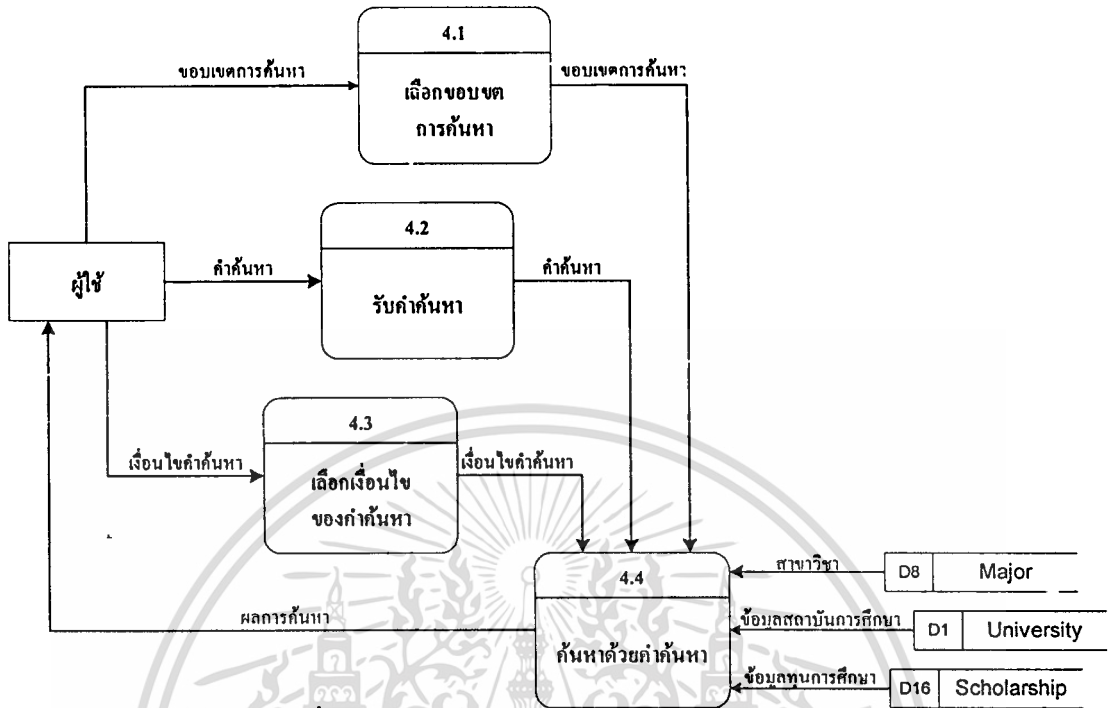 4.1
ขอบเขตการค้นหา
เลือกขอบขต
การค้นหา
ขอบเขตการค้นหา
4.2
ผู้ใช้
คำค้นหา
รับคำค้นหา
คำค้นหา
4.3
เงื่อนไขคำค้นหา
เลือกเงื่อนไข
ของคำค้นหา
เงื่อนไขคำค้นหา
4.4
ค้นหาด้วยคำค้นหา
ผลการค้นหา
สาขาวิชา
D8 Major
ข้อมูลสถาบันการศึกษา
D1 University
ข้อมูลทุนการศึกษา
D16 Scholarship